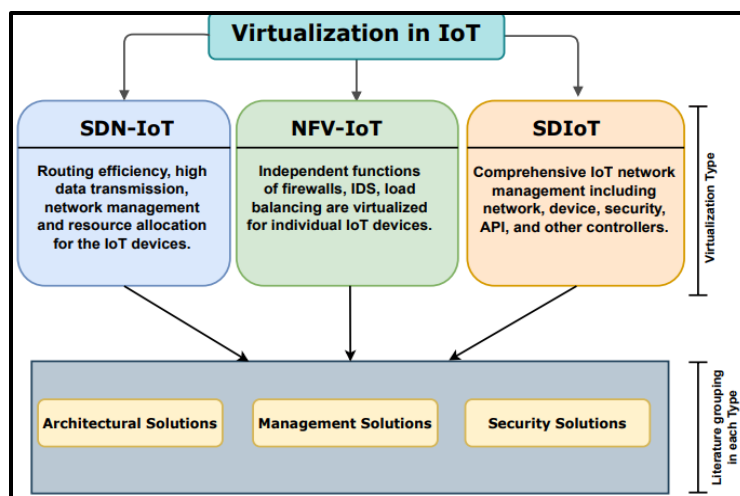 Virtualization in IoT
SDN-IoT
Routing efficiency, high
data transmission,
network management
and resource allocation
for the IoT devices.
NFV-IoT
Independent functions
of firewalls, IDS, load
balancing are virtualized
for individual IoT devices.
SDIoT
Comprehensive IoT network
management including
network, device, security,
API, and other controllers.
Virtualization Type
Architectural Solutions
Management Solutions
Security Solutions
Literature grouping
in each Type